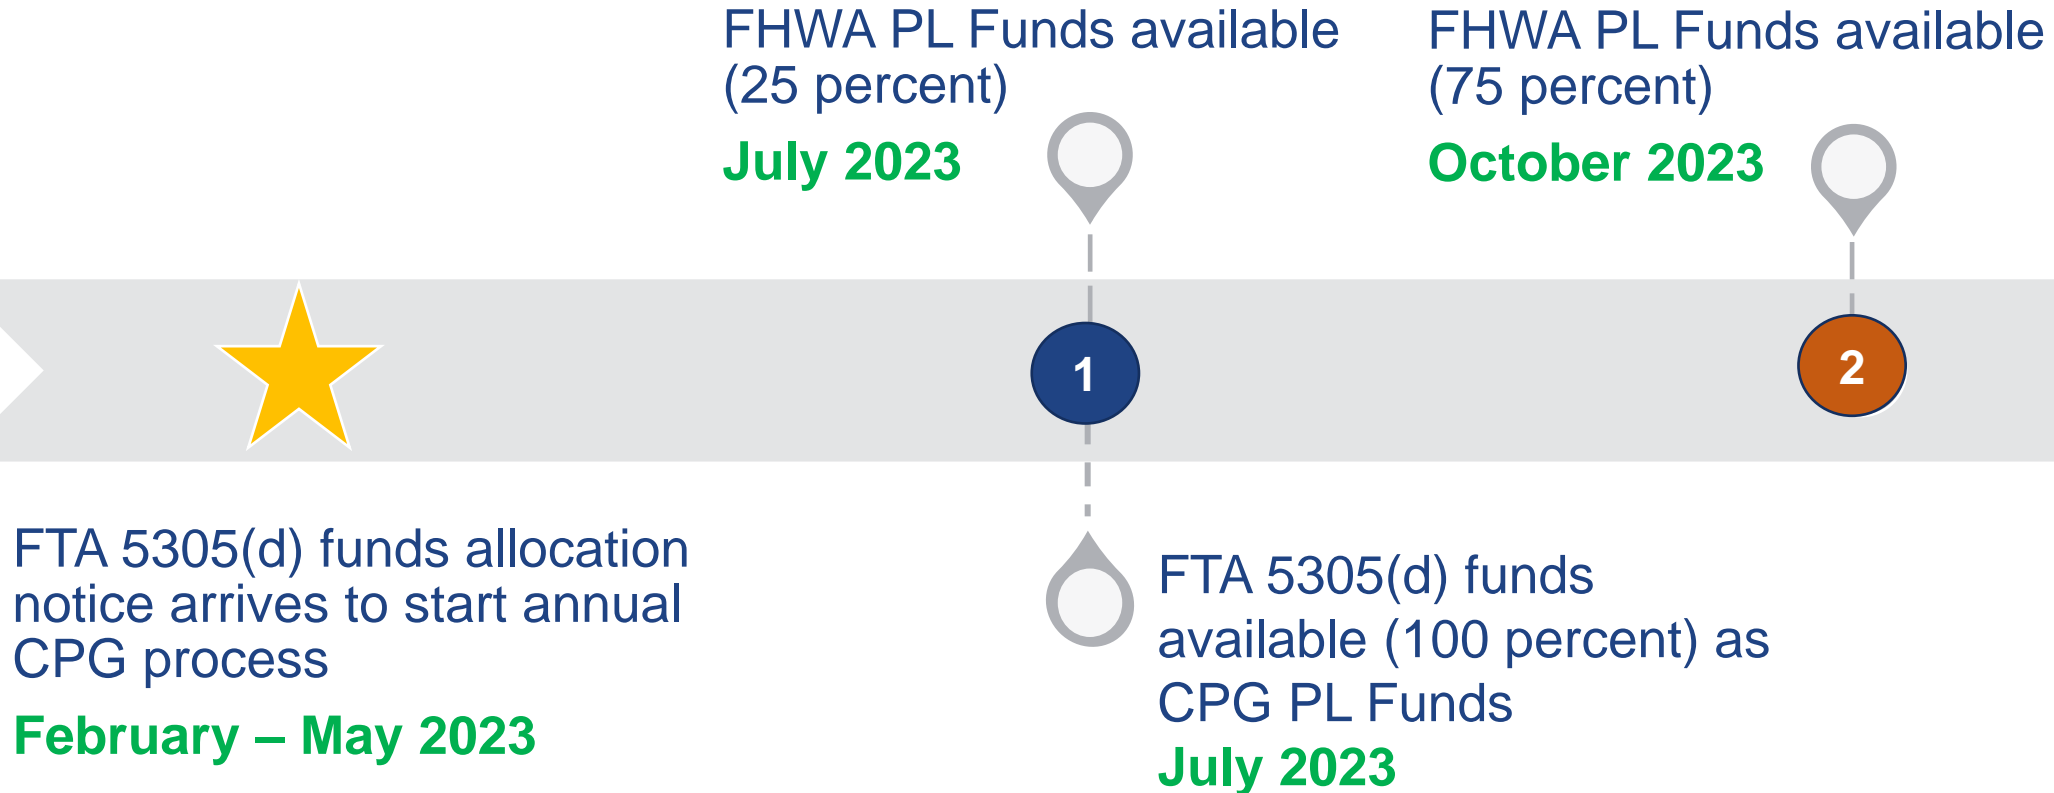 FHWA PL Funds available
(25 percent)
July 2023
FHWA PL Funds available
(75 percent)
October 2023
1
2
FTA 5305(d) funds allocation
notice arrives to start annual
CPG process
February – May 2023
FTA 5305(d) funds
available (100 percent) as
CPG PL Funds
July 2023